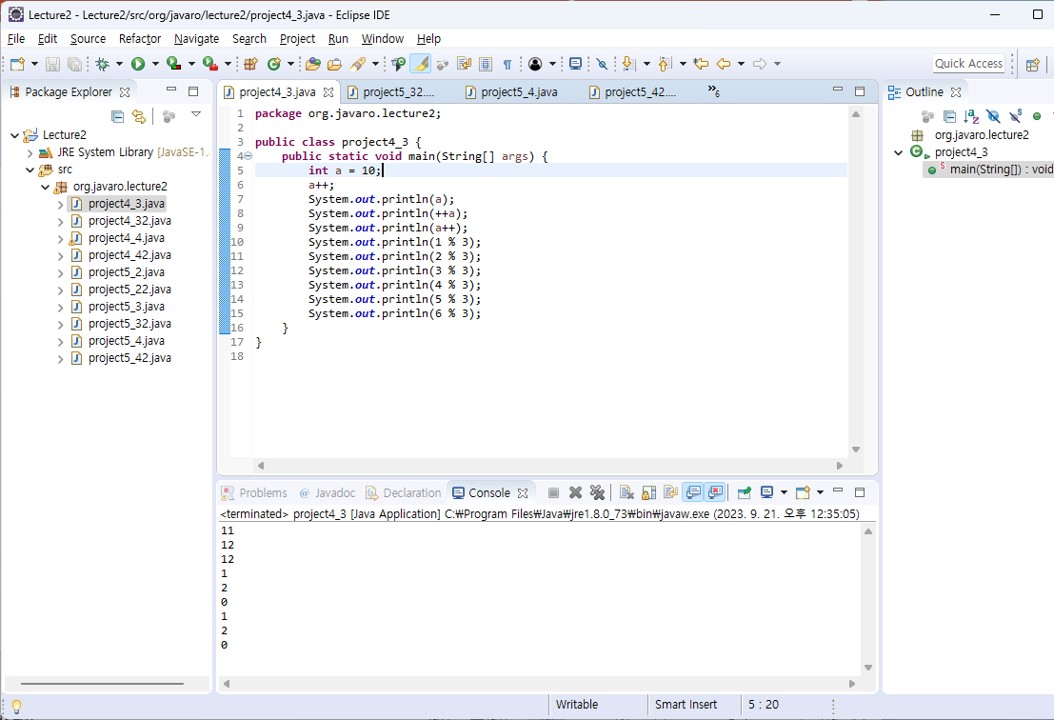 Lecture2 - Lecture2/src/org/javaro/lecture2/project4_3.java - Eclipse IDE
File Edit Source Refactor Navigate Search Project Run Window Help
Quick Access
Package Explorer
Lecture2
JRE System Library [JavaSE-1.
src
org.javaro.lecture2
project4_3.java
project4_32.java
project4_4.java
project4_42.java
project5_2.java
project5_22.java
project5_3.java
project5_32.java
project5_4.java
project5_42.java
project4_3.java project5_32.... project5_4.java project5_42.... »6
1 package org.javaro.lecture2;
2
3 public class project4_3 {
4 public static void main(String[] args) {
5 int a = 10;
6 a++;
7 System.out.println(a);
8 System.out.println(++a);
9 System.out.println(a++);
10 System.out.println(1 % 3);
11 System.out.println(2 % 3);
12 System.out.println(3 % 3);
13 System.out.println(4 % 3);
14 System.out.println(5 % 3);
15 System.out.println(6 % 3);
16 }
17 }
18
Outline
org.javaro.lecture2
project4_3
main(String[]) : void
Problems Javadoc Declaration Console
<terminated> project4_3 [Java Application] C:₩Program Files₩Java₩jre1.8.0_73₩bin₩javaw.exe (2023. 9. 21. 오후 12:35:05)
11
12
12
1
2
0
1
2
0
Writable Smart Insert 5 : 20